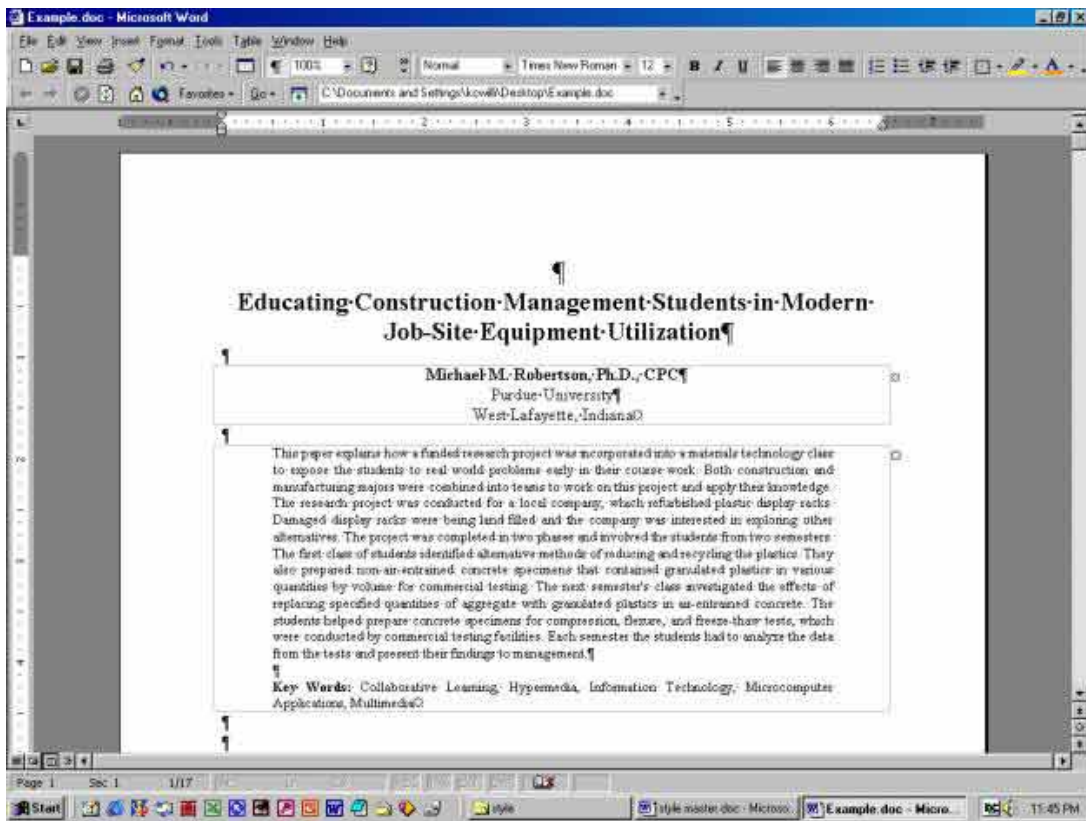 Example.doc - Microsoft Word
File Edit View Insert Format Tools Table Window Help
100% Normal Times New Roman 12 B I U
Favorites Go C:\Documents and Settings\kcwilli\Desktop\Example.doc
1 2 3 4 5 6 7
¶
Educating·Construction·Management·Students·in·Modern·
Job-Site·Equipment·Utilization¶
¶
Michael·M.·Robertson,·Ph.D.,·CPC¶
Purdue·University¶
West·Lafayette,·Indiana
¶
This paper explains how a funded research project was incorporated into a materials technology class
to expose the students to real world problems early in their course work. Both construction and
manufacturing majors were combined into teams to work on this project and apply their knowledge.
The research project was conducted for a local company, which refurbished plastic display racks.
Damaged display racks were being land filled and the company was interested in exploring other
alternatives. The project was completed in two phases and involved the students from two semesters.
The first class of students identified alternative methods of reducing and recycling the plastics. They
also prepared non-air-entrained concrete specimens that contained granulated plastics in various
quantities by volume for commercial testing. The next semester's class investigated the effects of
replacing specified quantities of aggregate with granulated plastics in air-entrained concrete. The
students helped prepare concrete specimens for compression, flexure, and freeze-thaw tests, which
were conducted by commercial testing facilities. Each semester the students had to analyze the data
from the tests and present their findings to management.¶
¶
Key Words: Collaborative Learning, Hypermedia, Information Technology, Microcomputer
Applications, Multimedia
¶
¶
Page 1 Sec 1 1/17
Start style 1style master.doc - Microso... Example.doc - Micro... 11:45 PM